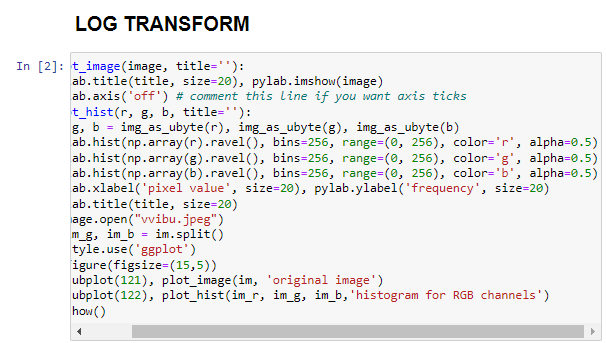 LOG TRANSFORM
In [2]:
t_image(image, title=''):
ab.title(title, size=20), pylab.imshow(image)
ab.axis('off') # comment this line if you want axis ticks
t_hist(r, g, b, title=''):
g, b = img_as_ubyte(r), img_as_ubyte(g), img_as_ubyte(b)
ab.hist(np.array(r).ravel(), bins=256, range=(0, 256), color='r', alpha=0.5)
ab.hist(np.array(g).ravel(), bins=256, range=(0, 256), color='g', alpha=0.5)
ab.hist(np.array(b).ravel(), bins=256, range=(0, 256), color='b', alpha=0.5)
ab.xlabel('pixel value', size=20), pylab.ylabel('frequency', size=20)
ab.title(title, size=20)
age.open("vvibu.jpeg")
m_g, im_b = im.split()
tyle.use('ggplot')
igure(figsize=(15,5))
ubplot(121), plot_image(im, 'original image')
ubplot(122), plot_hist(im_r, im_g, im_b,'histogram for RGB channels')
how()